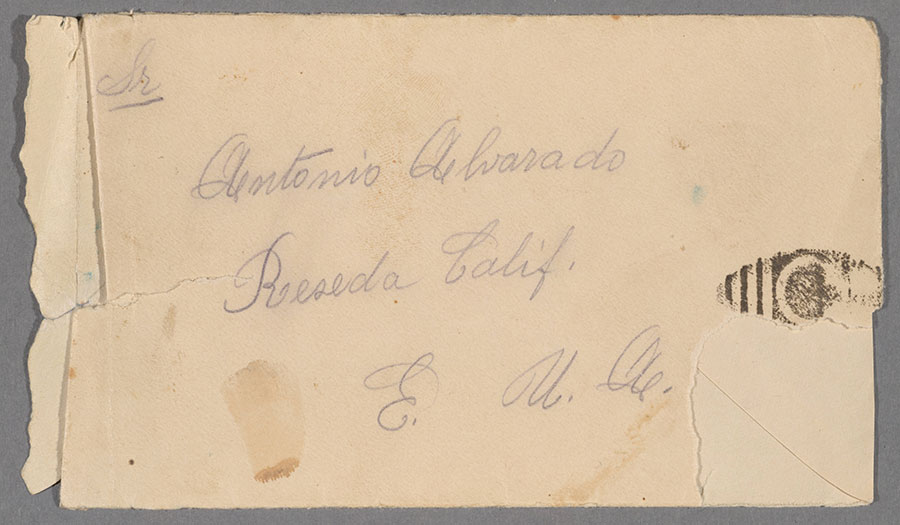 Sr
Antonio Alvarado
Reseda Calif.
E. U. A.